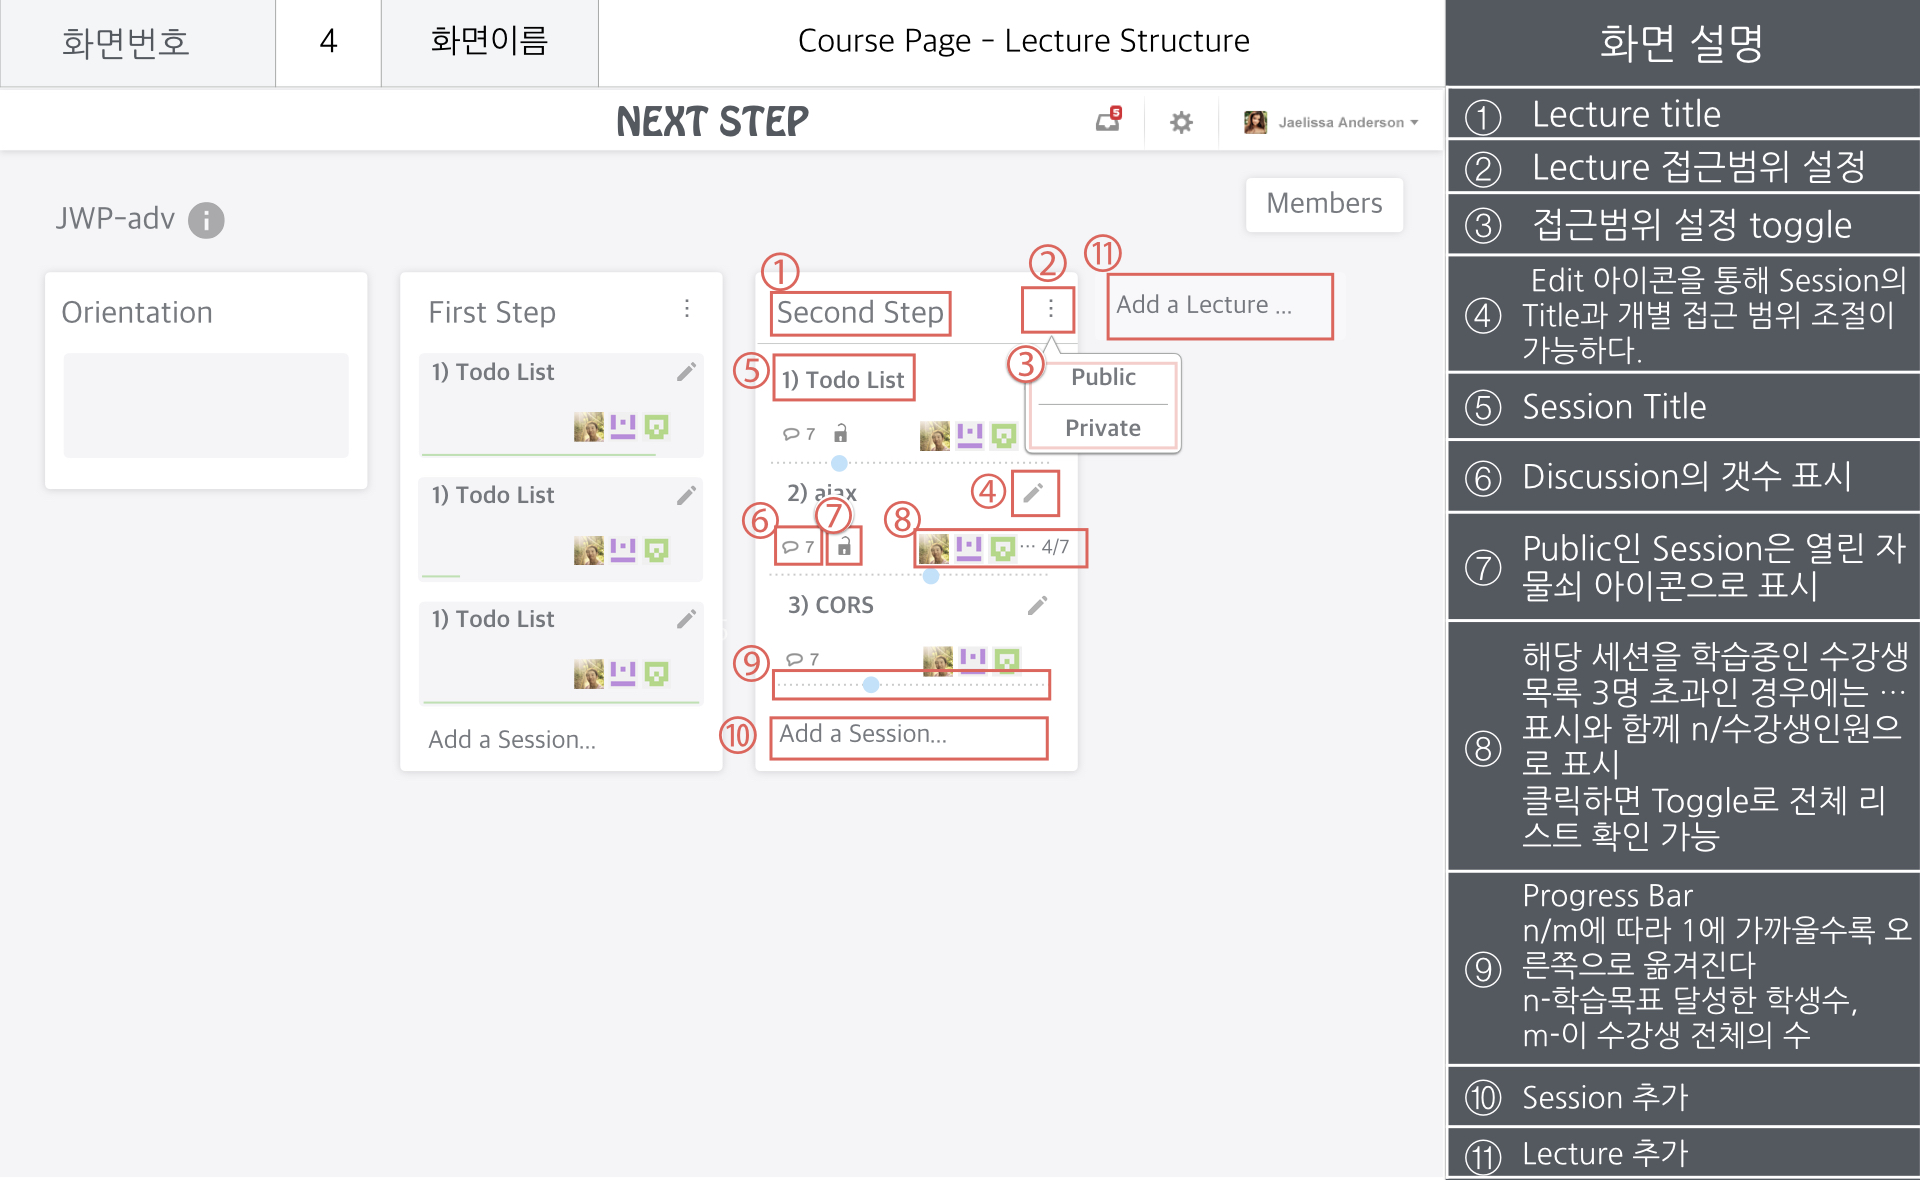 화면번호
4
화면이름
Course Page - Lecture Structure
화면 설명
NEXT STEP
5
Jaelissa Anderson
JWP-adv
i
Members
Orientation
First Step
1) Todo List
1) Todo List
1) Todo List
Add a Session...
①
Second Step
②
⑪
Add a Lecture ...
③
Public
Private
⑤
1) Todo List
7
2) ajax
④
⑥
7
⑦
⑧
··· 4/7
3) CORS
7
⑨
⑩
Add a Session...
① Lecture title
② Lecture 접근범위 설정
③ 접근범위 설정 toggle
④ Edit 아이콘을 통해 Session의
Title과 개별 접근 범위 조절이
가능하다.
⑤ Session Title
⑥ Discussion의 갯수 표시
⑦ Public인 Session은 열린 자
물쇠 아이콘으로 표시
⑧ 해당 세션을 학습중인 수강생
목록 3명 초과인 경우에는 ···
표시와 함께 n/수강생인원으
로 표시
클릭하면 Toggle로 전체 리
스트 확인 가능
⑨ Progress Bar
n/m에 따라 1에 가까울수록 오
른쪽으로 옮겨진다
n-학습목표 달성한 학생수,
m-이 수강생 전체의 수
⑩ Session 추가
⑪ Lecture 추가